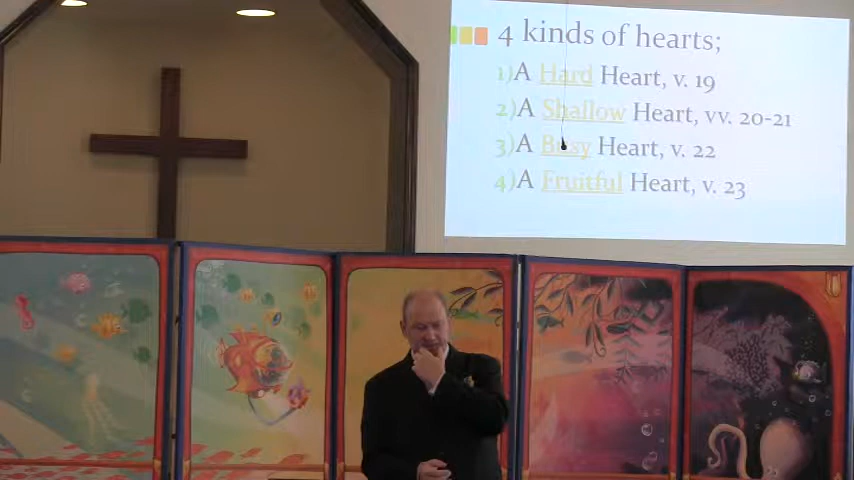 4 kinds of hearts;
1)A Hard Heart, v. 19
2)A Shallow Heart, vv. 20-21
3)A Busy Heart, v. 22
4)A Fruitful Heart, v. 23